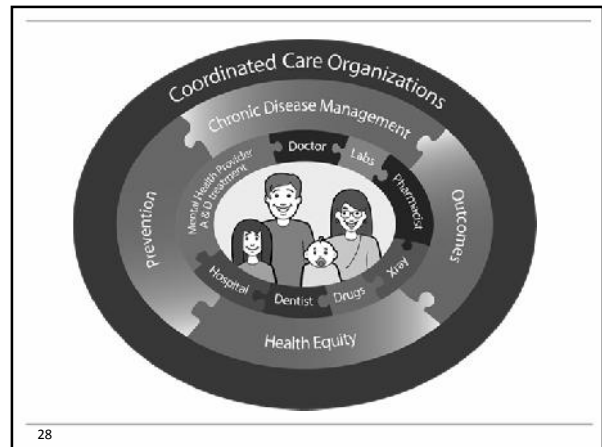 Coordinated Care Organizations
Chronic Disease Management
Outcomes
Health Equity
Prevention
Doctor
Labs
Pharmacist
Xray
Drugs
Dentist
Hospital
Mental Health Provider
A & D treatment
28